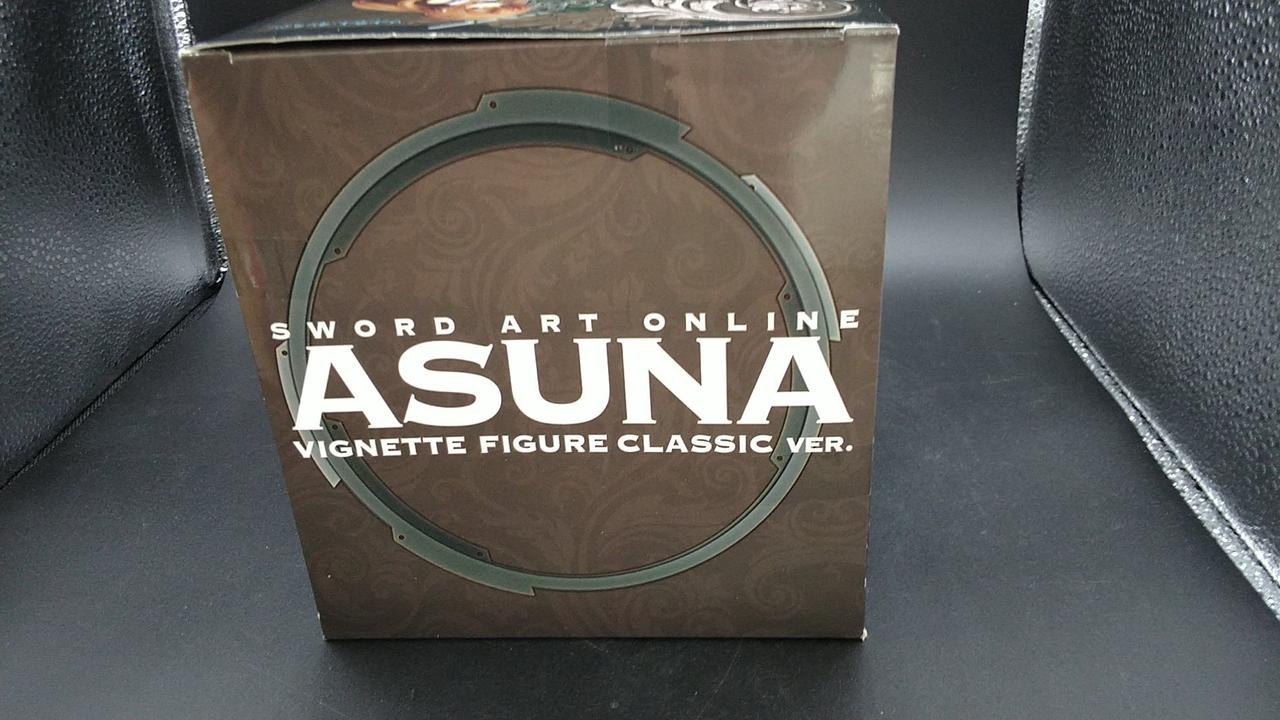 SWORD ART ONLINE
ASUNA
VIGNETTE FIGURE CLASSIC VER.